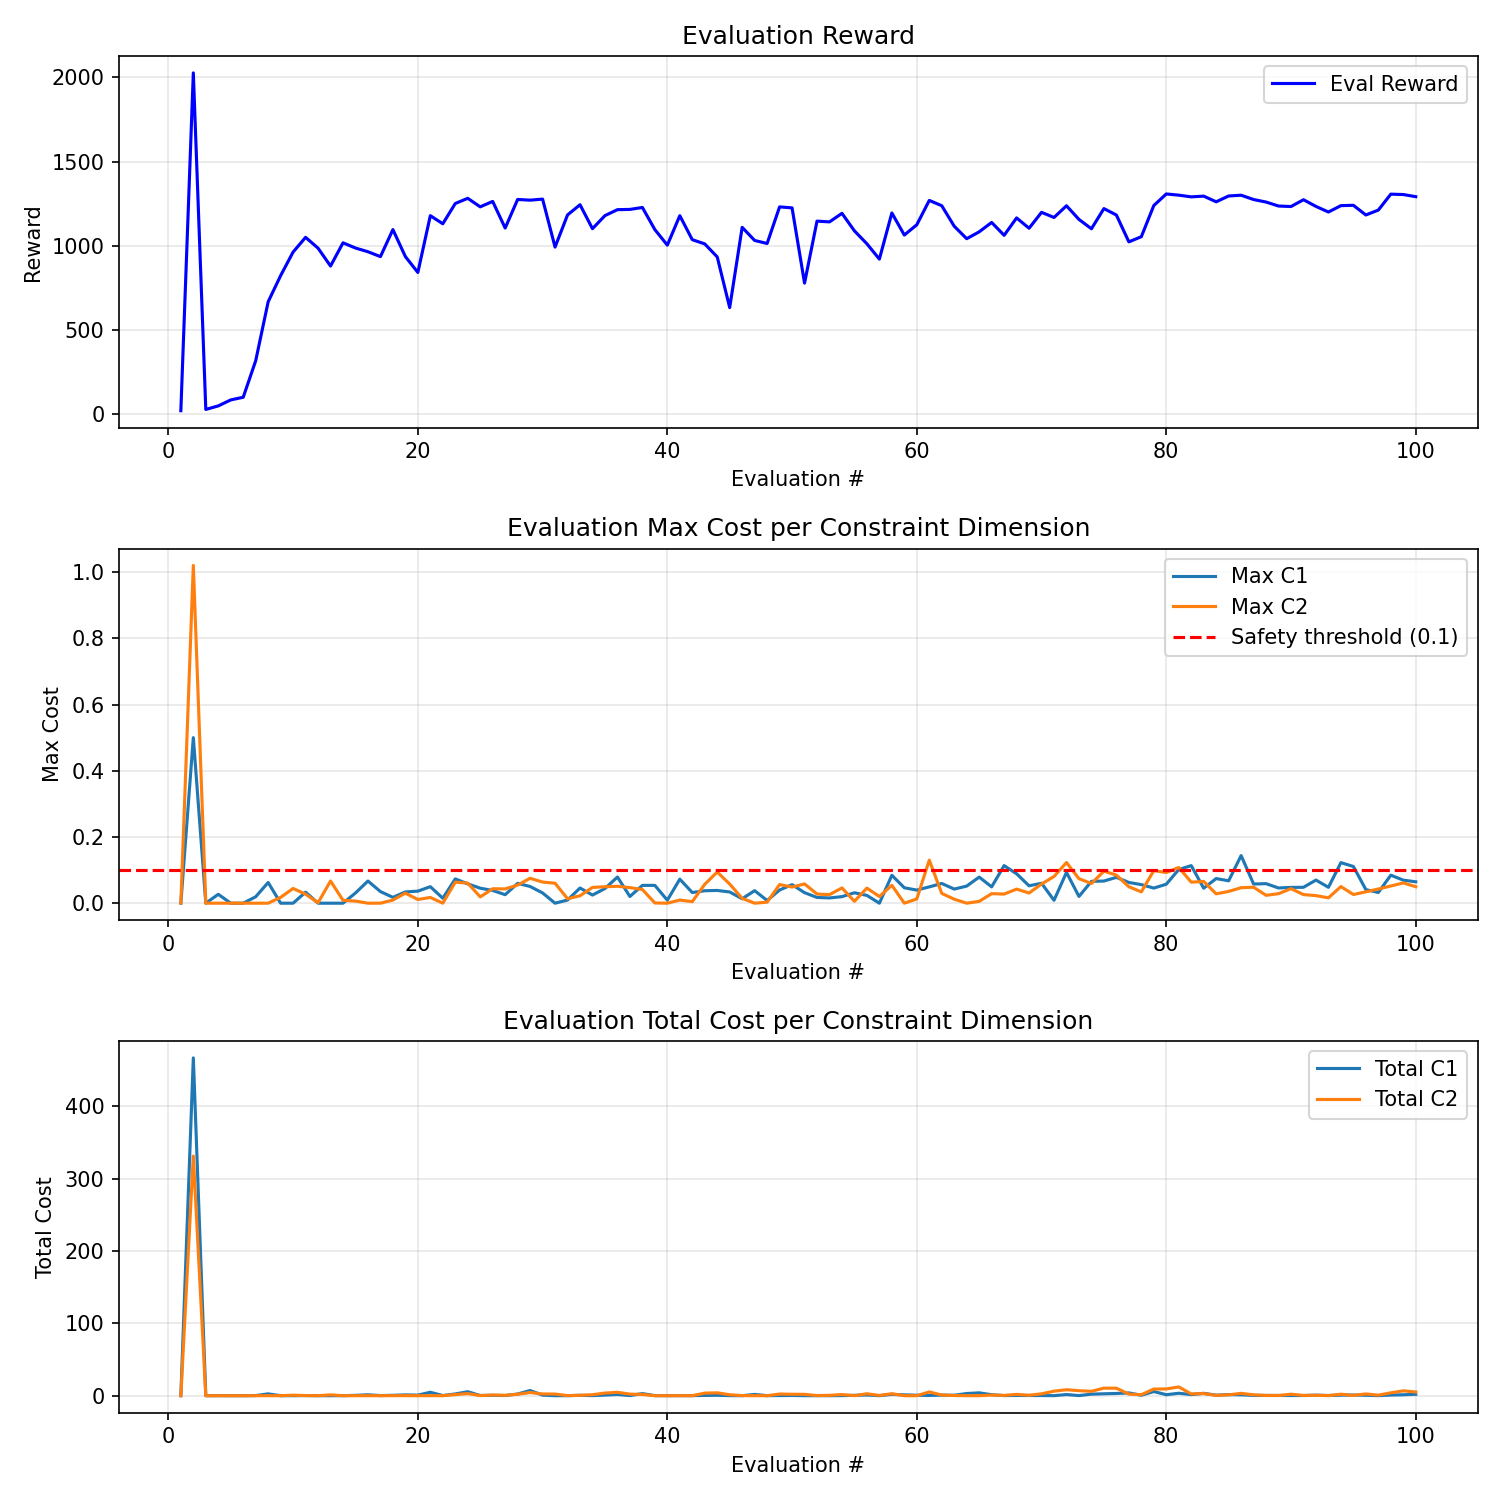 Evaluation Reward
Eval Reward
2000
1500
1000
500
0
Reward
0 20 40 60 80 100
Evaluation #
Evaluation Max Cost per Constraint Dimension
Max C1
Max C2
Safety threshold (0.1)
1.0
0.8
0.6
0.4
0.2
0.0
Max Cost
0 20 40 60 80 100
Evaluation #
Evaluation Total Cost per Constraint Dimension
Total C1
Total C2
400
300
200
100
0
Total Cost
0 20 40 60 80 100
Evaluation #